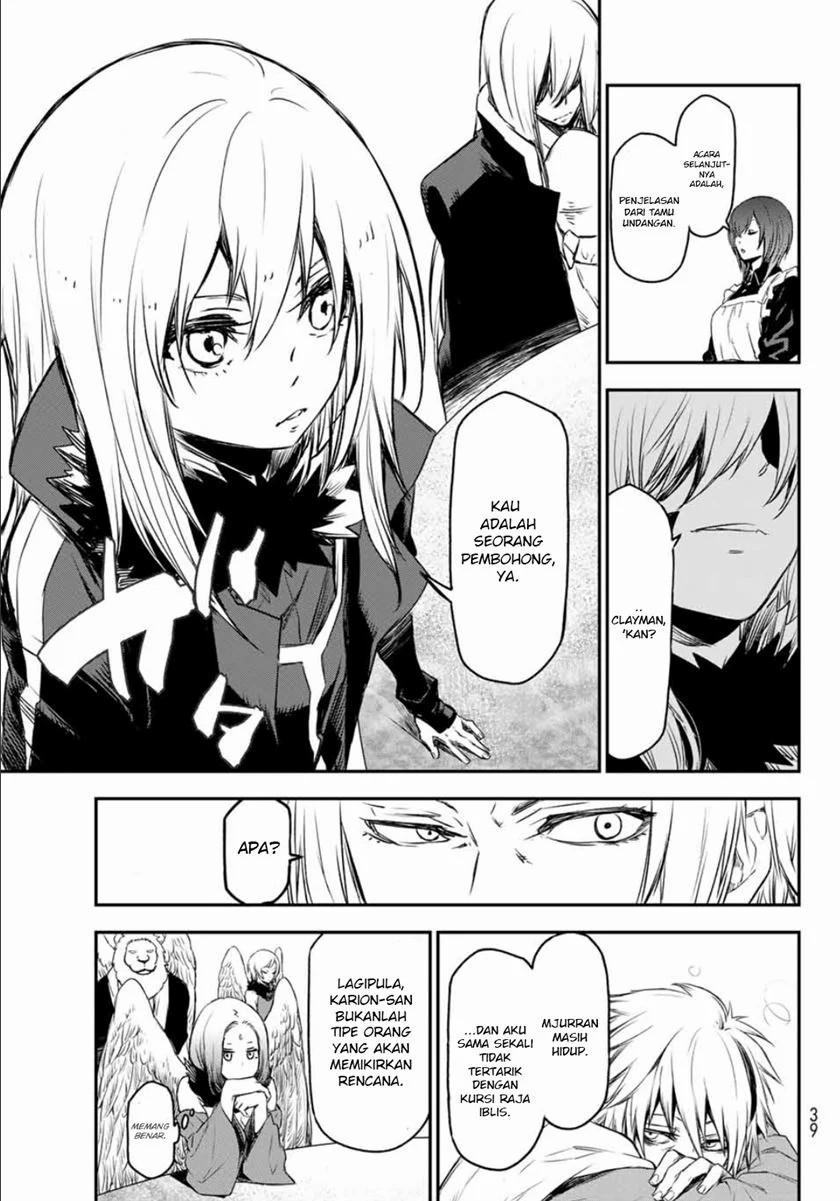 ACARA
SELANJUT-
NYA
ADALAH,
PENJELASAN
DARI TAMU
UNDANGAN.
..
CLAYMAN,
'KAN?
KAU
ADALAH
SEORANG
PEMBOHONG,
YA.
ガタ
APA?
MJURRAN
MASIH
HIDUP.
...DAN AKU
SAMA SEKALI
TIDAK
TERTARIK
DENGAN
KURSI RAJA
IBLIS.
LAGIPULA,
KARION-SAN
BUKANLAH
TIPE ORANG
YANG AKAN
MEMIKIRKAN
RENCANA.
MEMANG
BENAR.
39